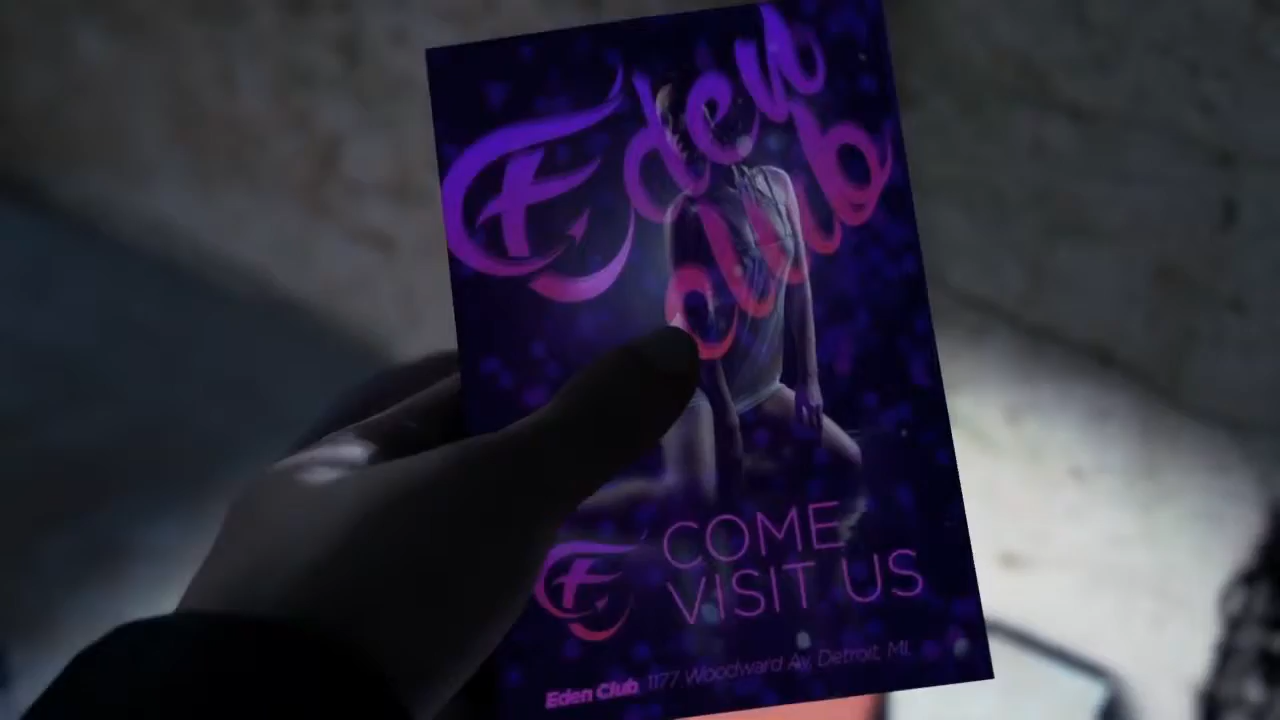 Eden
club
COME
VISIT US
Eden Club 1177 Woodward Av, Detroit, MI.